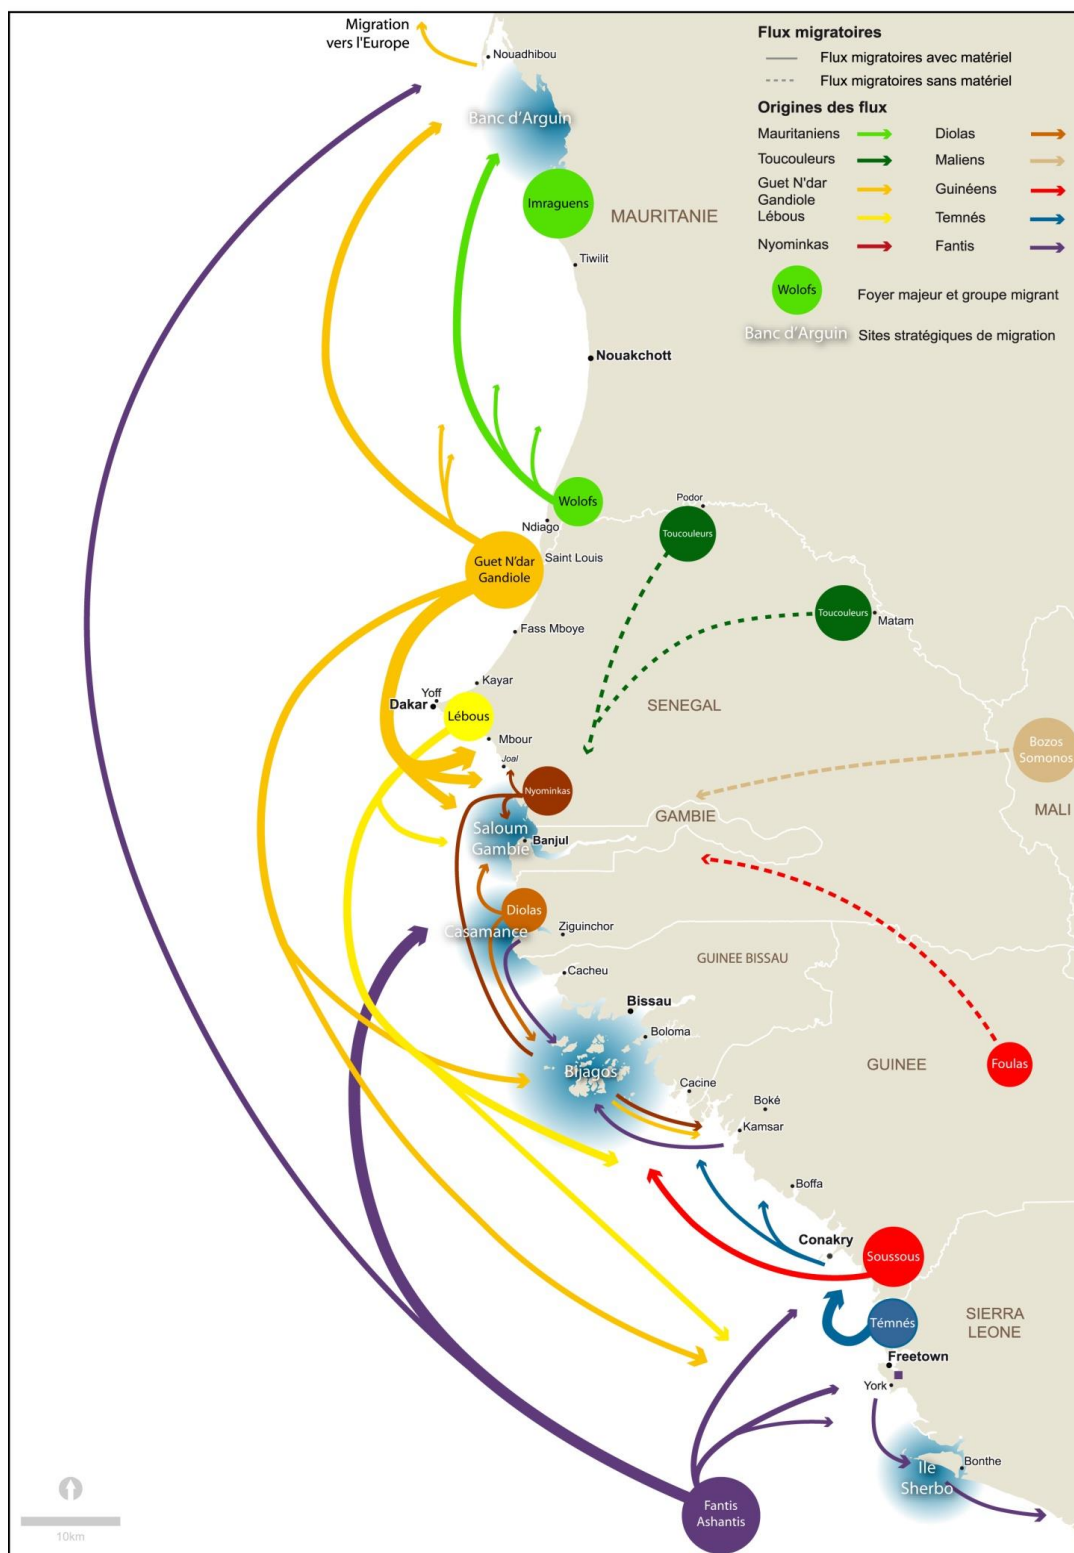 Migration
vers l'Europe
Nouadhibou
Banc d'Arguin
Imraguens
MAURITANIE
Tiwilit
Nouakchott
Flux migratoires
Flux migratoires avec matériel
Flux migratoires sans matériel
Origines des flux
Mauritaniens
Toucouleurs
Guet N'dar
Gandiole
Lébous
Nyominkas
Diolas
Maliens
Guinéens
Temnés
Fantis
Wolofs
Foyer majeur et groupe migrant
Banc d'Arguin
Sites stratégiques de migration
Wolofs
Ndiago
Podor
Toucouleurs
Guet N'dar
Gandiole
Saint Louis
Toucouleurs
Matam
Fass Mboye
Kayar
Yoff
Dakar
Lébous
Mbour
SENEGAL
Joal
Bozos
Somonos
Nyominkas
MALI
GAMBIE
Saloum
Gambie
Banjul
Diolas
Casamance
Ziguinchor
GUINEE BISSAU
Cacheu
Bissau
Boloma
Bijagos
GUINEE
Foulas
Cacine
Boké
Kamsar
Boffa
Conakry
Soussous
Témnés
SIERRA
LEONE
Freetown
York
Ile
Sherbo
Bonthe
Fantis
Ashantis
10km